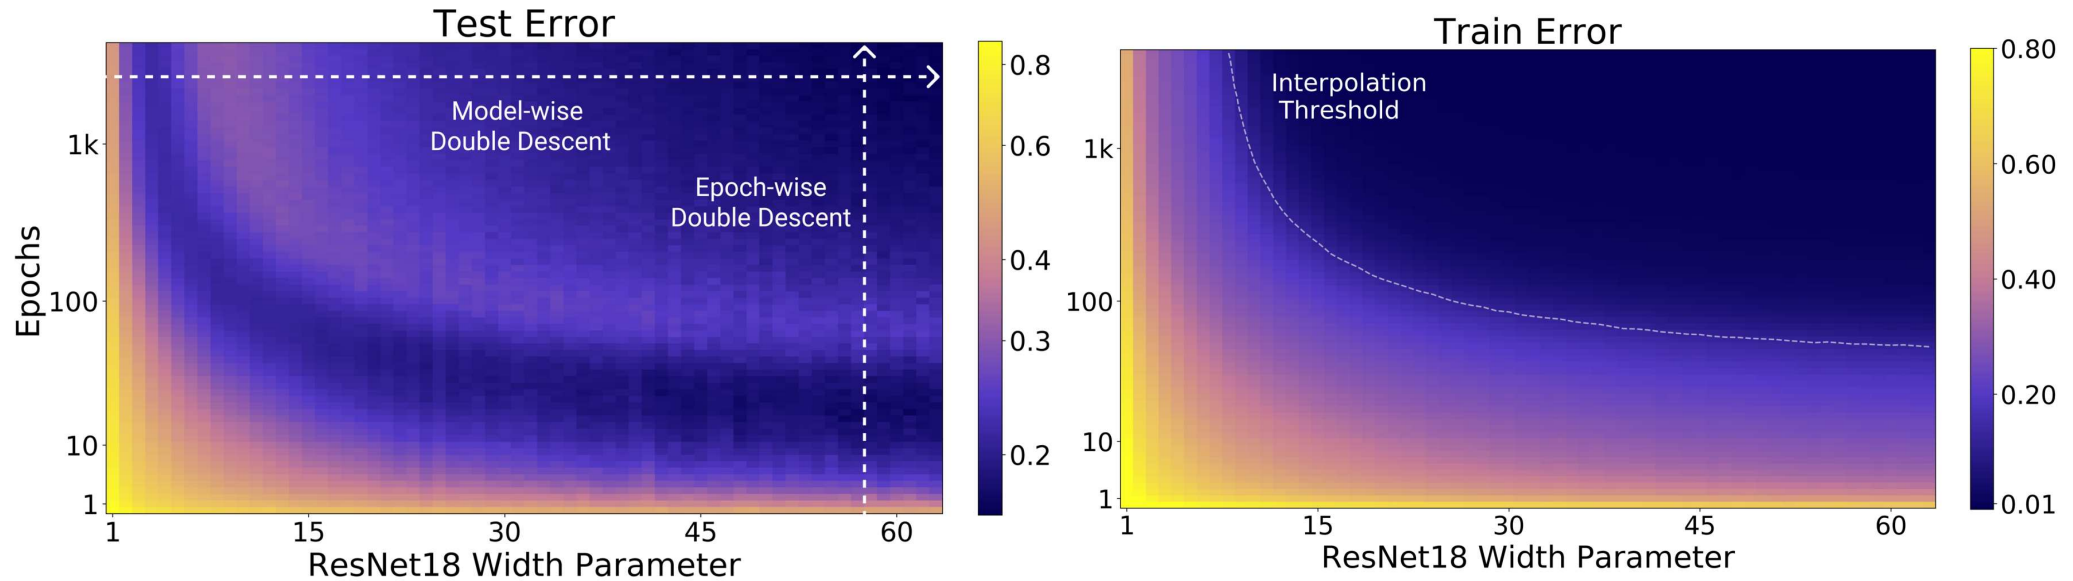 Test Error
Model-wise
Double Descent
Epoch-wise
Double Descent
Epochs
1k
100
10
1
1
15
30
45
60
ResNet18 Width Parameter
0.8
0.6
0.4
0.3
0.2
Train Error
Interpolation
Threshold
1k
100
10
1
1
15
30
45
60
ResNet18 Width Parameter
0.80
0.60
0.40
0.20
0.01